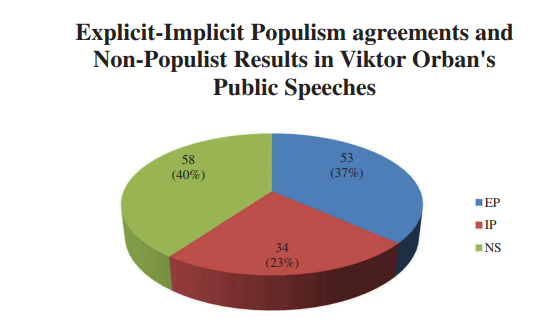 Explicit-Implicit Populism agreements and
Non-Populist Results in Viktor Orban's
Public Speeches
58
(40%)
53
(37%)
34
(23%)
EP
IP
NS